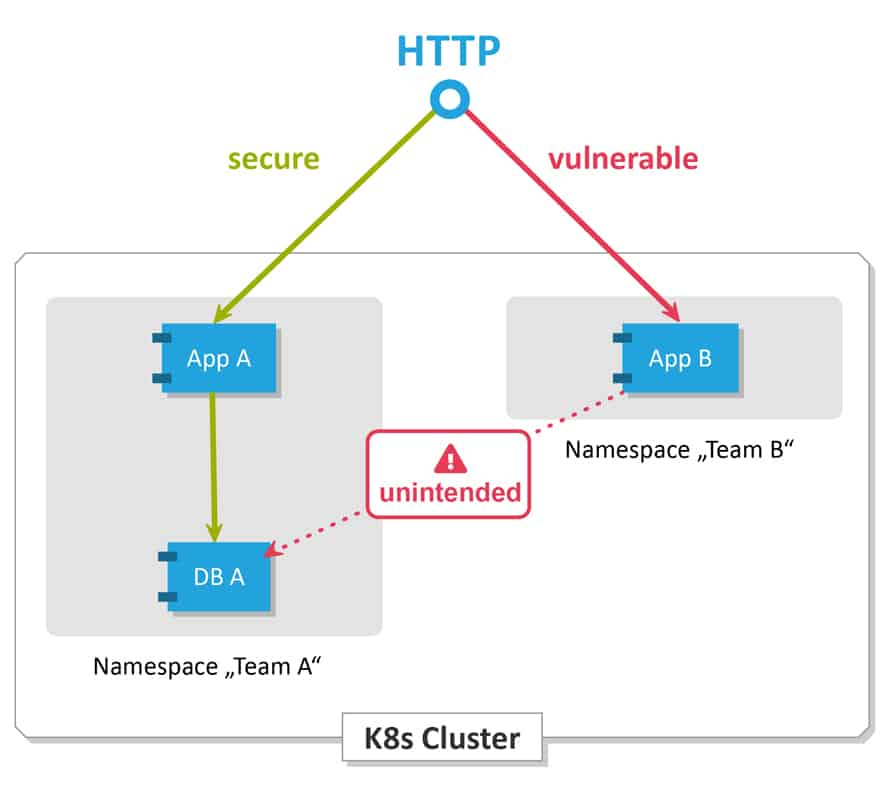 HTTP
secure
vulnerable
App A
App B
Namespace „Team B“
unintended
DB A
Namespace „Team A“
K8s Cluster